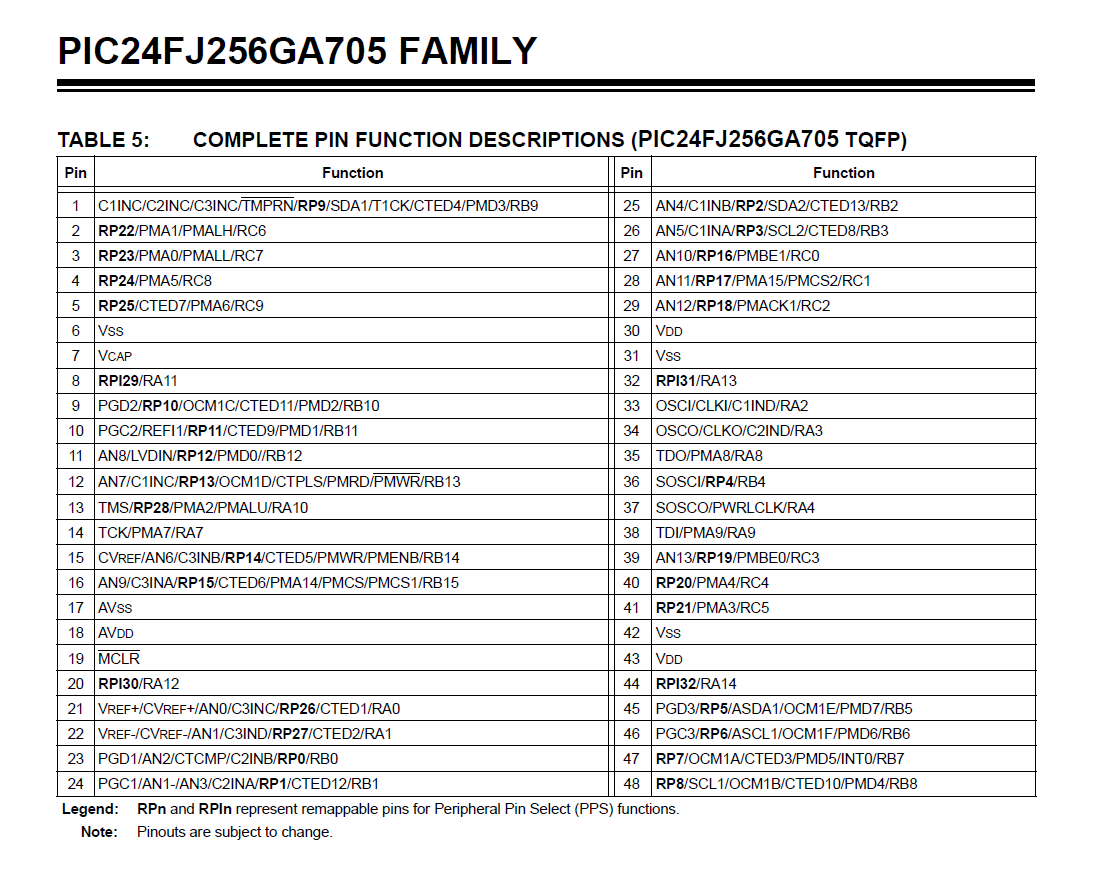 PIC24FJ256GA705 FAMILY
TABLE 5: COMPLETE PIN FUNCTION DESCRIPTIONS (PIC24FJ256GA705 TQFP)
Pin Function Pin Function
1 C1INC/C2INC/C3INC/TMPRN/RP9/SDA1/T1CK/CTED4/PMD3/RB9 25 AN4/C1INB/RP2/SDA2/CTED13/RB2
2 RP22/PMA1/PMALH/RC6 26 AN5/C1INA/RP3/SCL2/CTED8/RB3
3 RP23/PMA0/PMALL/RC7 27 AN10/RP16/PMBE1/RC0
4 RP24/PMA5/RC8 28 AN11/RP17/PMA15/PMCS2/RC1
5 RP25/CTED7/PMA6/RC9 29 AN12/RP18/PMACK1/RC2
6 VSS 30 VDD
7 VCAP 31 VSS
8 RPI29/RA11 32 RPI31/RA13
9 PGD2/RP10/OCM1C/CTED11/PMD2/RB10 33 OSCI/CLKI/C1IND/RA2
10 PGC2/REFI1/RP11/CTED9/PMD1/RB11 34 OSCO/CLKO/C2IND/RA3
11 AN8/LVDIN/RP12/PMD0//RB12 35 TDO/PMA8/RA8
12 AN7/C1INC/RP13/OCM1D/CTPLS/PMRD/PMWR/RB13 36 SOSCI/RP4/RB4
13 TMS/RP28/PMA2/PMALU/RA10 37 SOSCO/PWRLCLK/RA4
14 TCK/PMA7/RA7 38 TDI/PMA9/RA9
15 CVREF/AN6/C3INB/RP14/CTED5/PMWR/PMENB/RB14 39 AN13/RP19/PMBE0/RC3
16 AN9/C3INA/RP15/CTED6/PMA14/PMCS/PMCS1/RB15 40 RP20/PMA4/RC4
17 AVSS 41 RP21/PMA3/RC5
18 AVDD 42 VSS
19 MCLR 43 VDD
20 RPI30/RA12 44 RPI32/RA14
21 VREF+/CVREF+/AN0/C3INC/RP26/CTED1/RA0 45 PGD3/RP5/ASDA1/OCM1E/PMD7/RB5
22 VREF-/CVREF-/AN1/C3IND/RP27/CTED2/RA1 46 PGC3/RP6/ASCL1/OCM1F/PMD6/RB6
23 PGD1/AN2/CTCMP/C2INB/RP0/RB0 47 RP7/OCM1A/CTED3/PMD5/INT0/RB7
24 PGC1/AN1-/AN3/C2INA/RP1/CTED12/RB1 48 RP8/SCL1/OCM1B/CTED10/PMD4/RB8
Legend: RPn and RPIn represent remappable pins for Peripheral Pin Select (PPS) functions.
Note: Pinouts are subject to change.